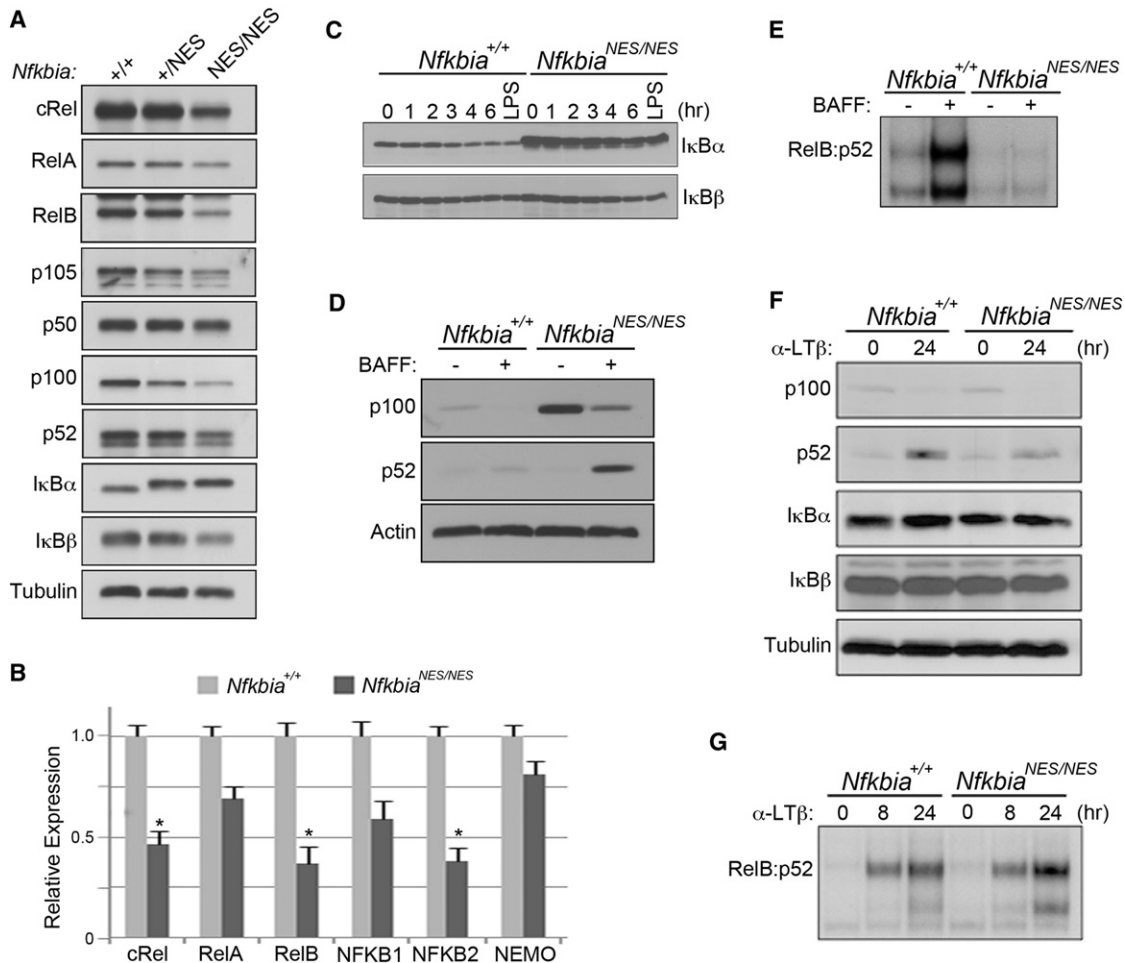 A
Nfkbia: +/+ +/NES NES/NES
cRel
RelA
RelB
p105
p50
p100
p52
IκBα
IκBβ
Tubulin
B
Nfkbia+/+ NfkbiaNES/NES
Relative Expression
1.0
0.5
0
* * *
cRel RelA RelB NFKB1 NFKB2 NEMO
C
Nfkbia+/+ NfkbiaNES/NES
0 1 2 3 4 6 LPS 0 1 2 3 4 6 LPS (hr)
IκBα
IκBβ
D
Nfkbia+/+ NfkbiaNES/NES
BAFF: - + - +
p100
p52
Actin
E
Nfkbia+/+ NfkbiaNES/NES
BAFF: - + - +
RelB:p52
F
Nfkbia+/+ NfkbiaNES/NES
α-LTβ: 0 24 0 24 (hr)
p100
p52
IκBα
IκBβ
Tubulin
G
Nfkbia+/+ NfkbiaNES/NES
α-LTβ: 0 8 24 0 8 24 (hr)
RelB:p52